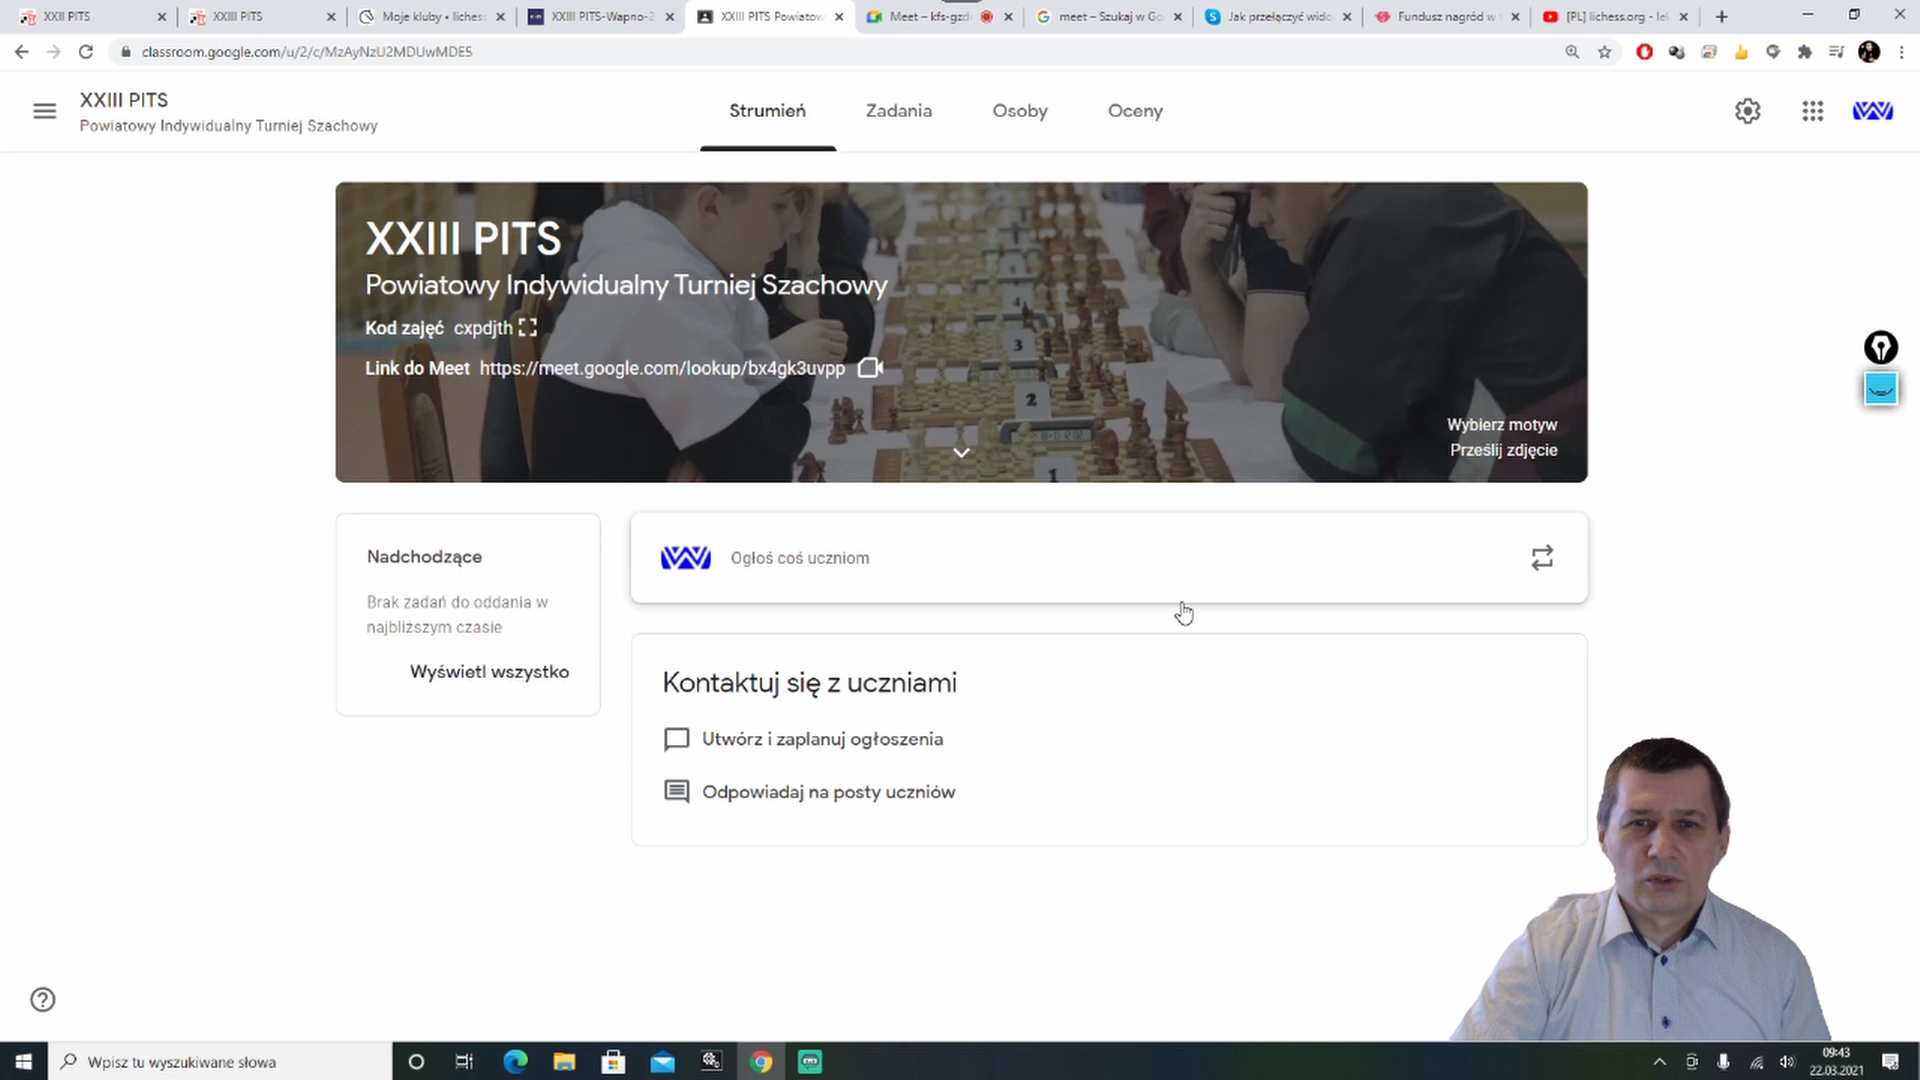 XXII PITS
XXIII PITS
Moje kluby • lichess
XXIII PITS-Wapno-2
XXIII PITS Powiatow
Meet – kfs-gzd
meet – Szukaj w Go
Jak przełączyć wido
Fundusz nagród w t
[PL] lichess.org - le
classroom.google.com/u/2/c/MzAyNzU2MDUwMDE5
XXIII PITS
Powiatowy Indywidualny Turniej Szachowy
Strumień
Zadania
Osoby
Oceny
XXIII PITS
Powiatowy Indywidualny Turniej Szachowy
Kod zajęć cxpdjth
Link do Meet https://meet.google.com/lookup/bx4gk3uvpp
4
3
2
1
Wybierz motyw
Prześlij zdjęcie
Nadchodzące
Brak zadań do oddania w
najbliższym czasie
Wyświetl wszystko
Ogłoś coś uczniom
Kontaktuj się z uczniami
Utwórz i zaplanuj ogłoszenia
Odpowiadaj na posty uczniów
Wpisz tu wyszukiwane słowa
09:43
22.03.2021